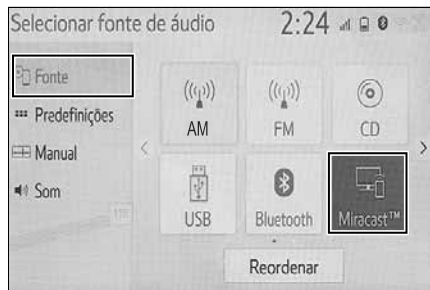 Selecionar fonte de áudio 2:24
Fonte
Predefinições
Manual
Som
AM
FM
CD
USB
Bluetooth
Miracast™
Reordenar